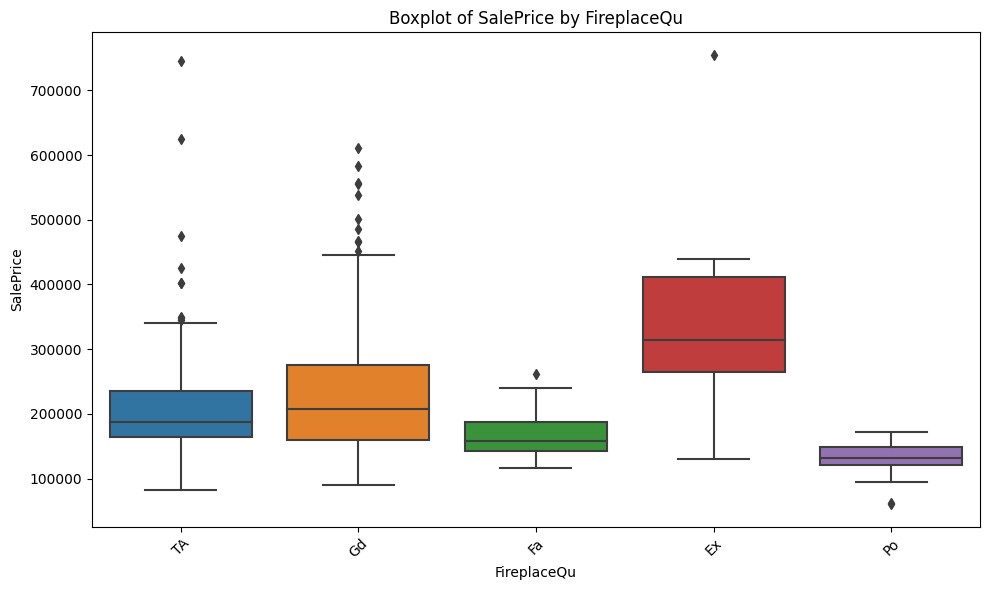 Boxplot of SalePrice by FireplaceQu
SalePrice
700000
600000
500000
400000
300000
200000
100000
TA
Gd
Fa
Ex
Po
FireplaceQu